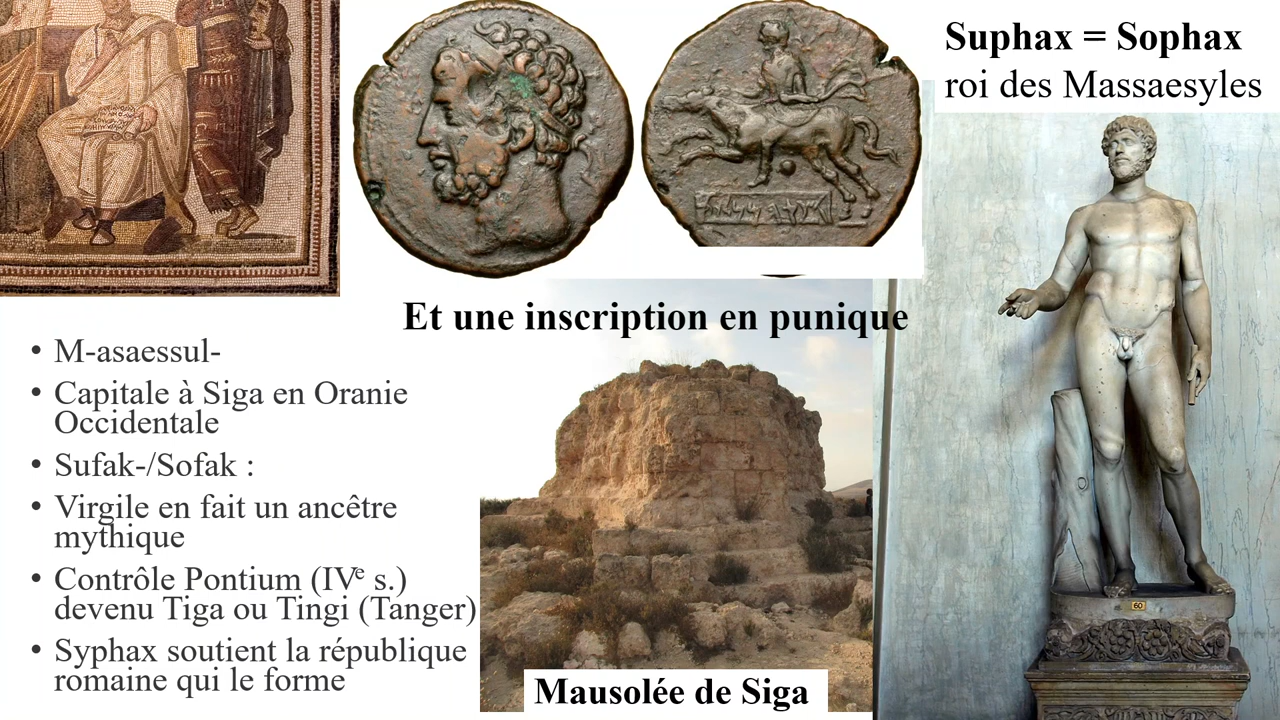 Suphax = Sophax
roi des Massaesyles
Et une inscription en punique
• M-asaessul-
• Capitale à Siga en Oranie
Occidentale
• Sufak-/Sofak :
• Virgile en fait un ancêtre
mythique
• Contrôle Pontium (IVᵉ s.)
devenu Tiga ou Tingi (Tanger)
• Syphax soutient la république
romaine qui le forme
Mausolée de Siga
60